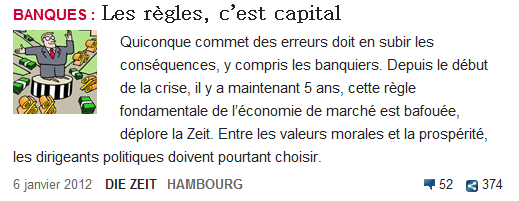 BANQUES : Les règles, c'est capital
Quiconque commet des erreurs doit en subir les
conséquences, y compris les banquiers. Depuis le début
de la crise, il y a maintenant 5 ans, cette règle
fondamentale de l'économie de marché est bafouée,
déplore la Zeit. Entre les valeurs morales et la prospérité,
les dirigeants politiques doivent pourtant choisir.
6 janvier 2012 DIE ZEIT HAMBOURG 52 374